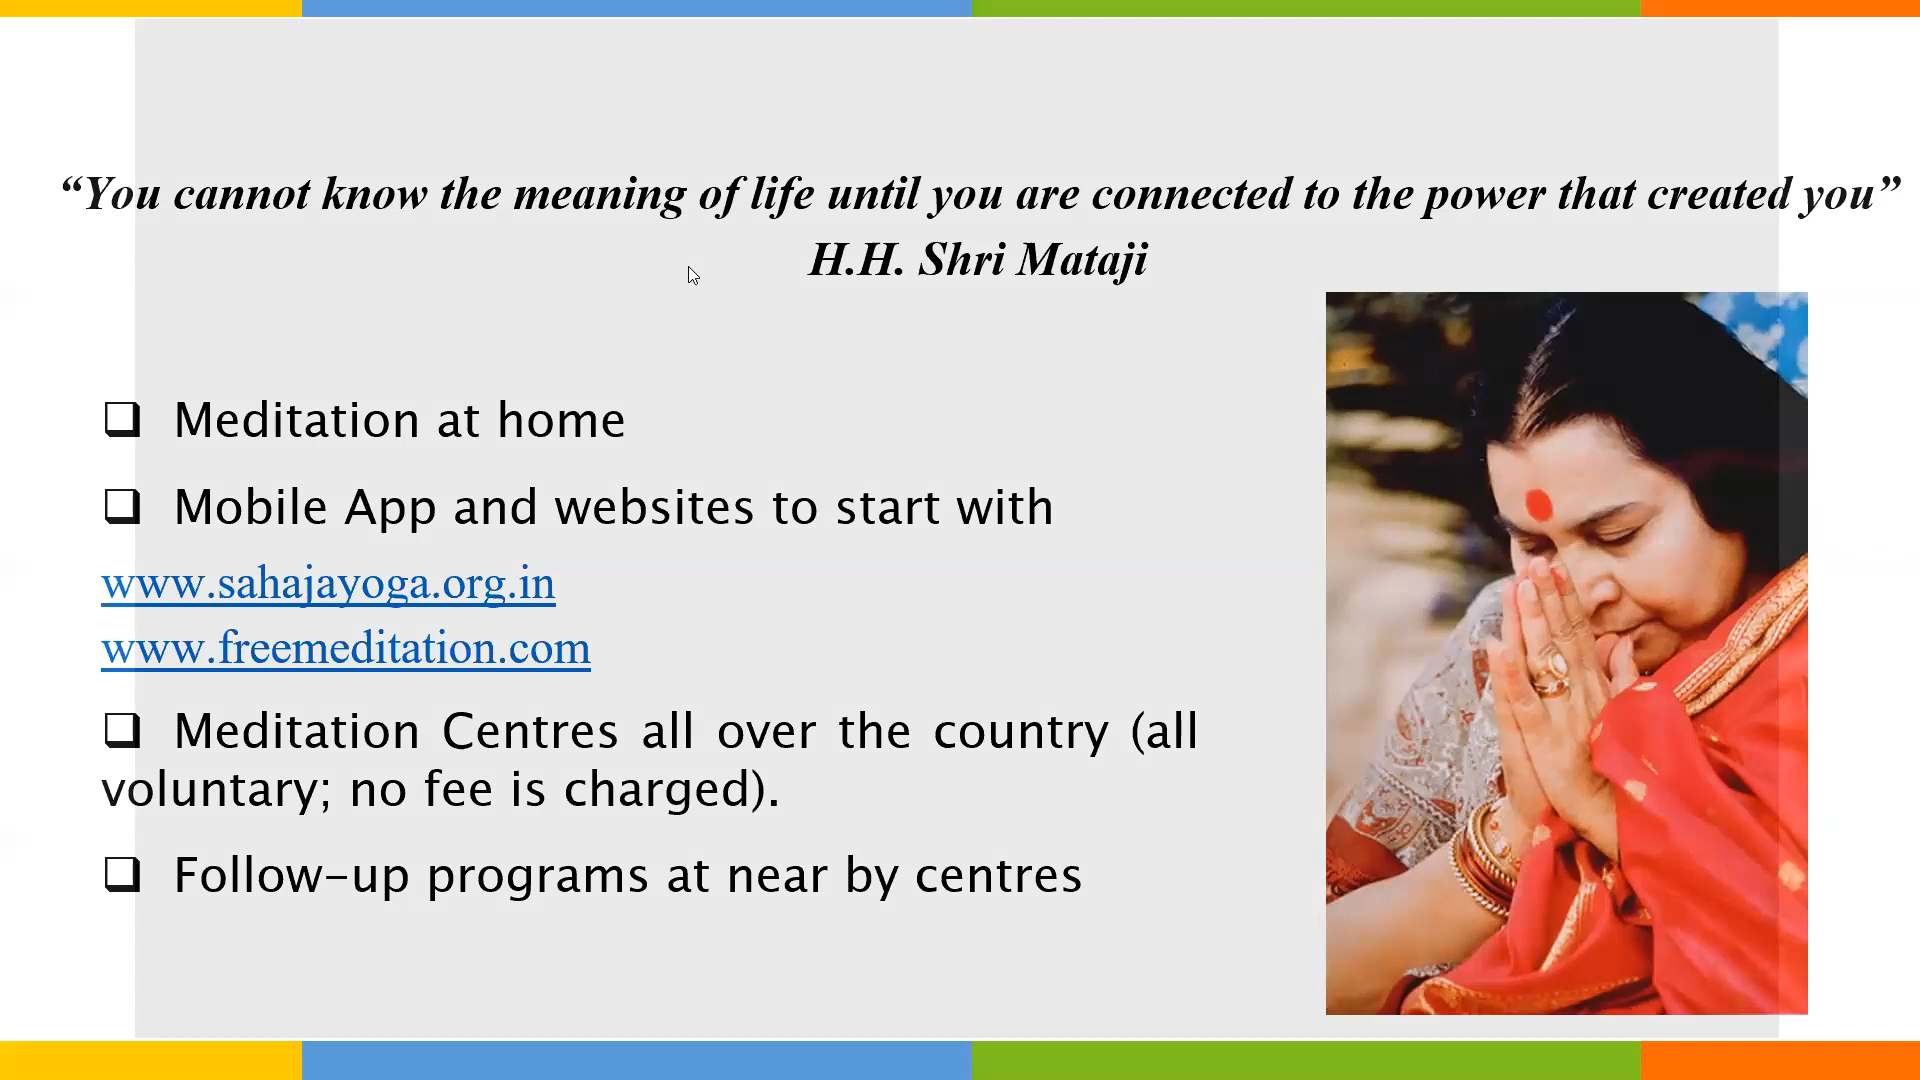 “You cannot know the meaning of life until you are connected to the power that created you”
H.H. Shri Mataji
❑ Meditation at home
❑ Mobile App and websites to start with
www.sahajayoga.org.in
www.freemeditation.com
❑ Meditation Centres all over the country (all
voluntary; no fee is charged).
❑ Follow-up programs at near by centres